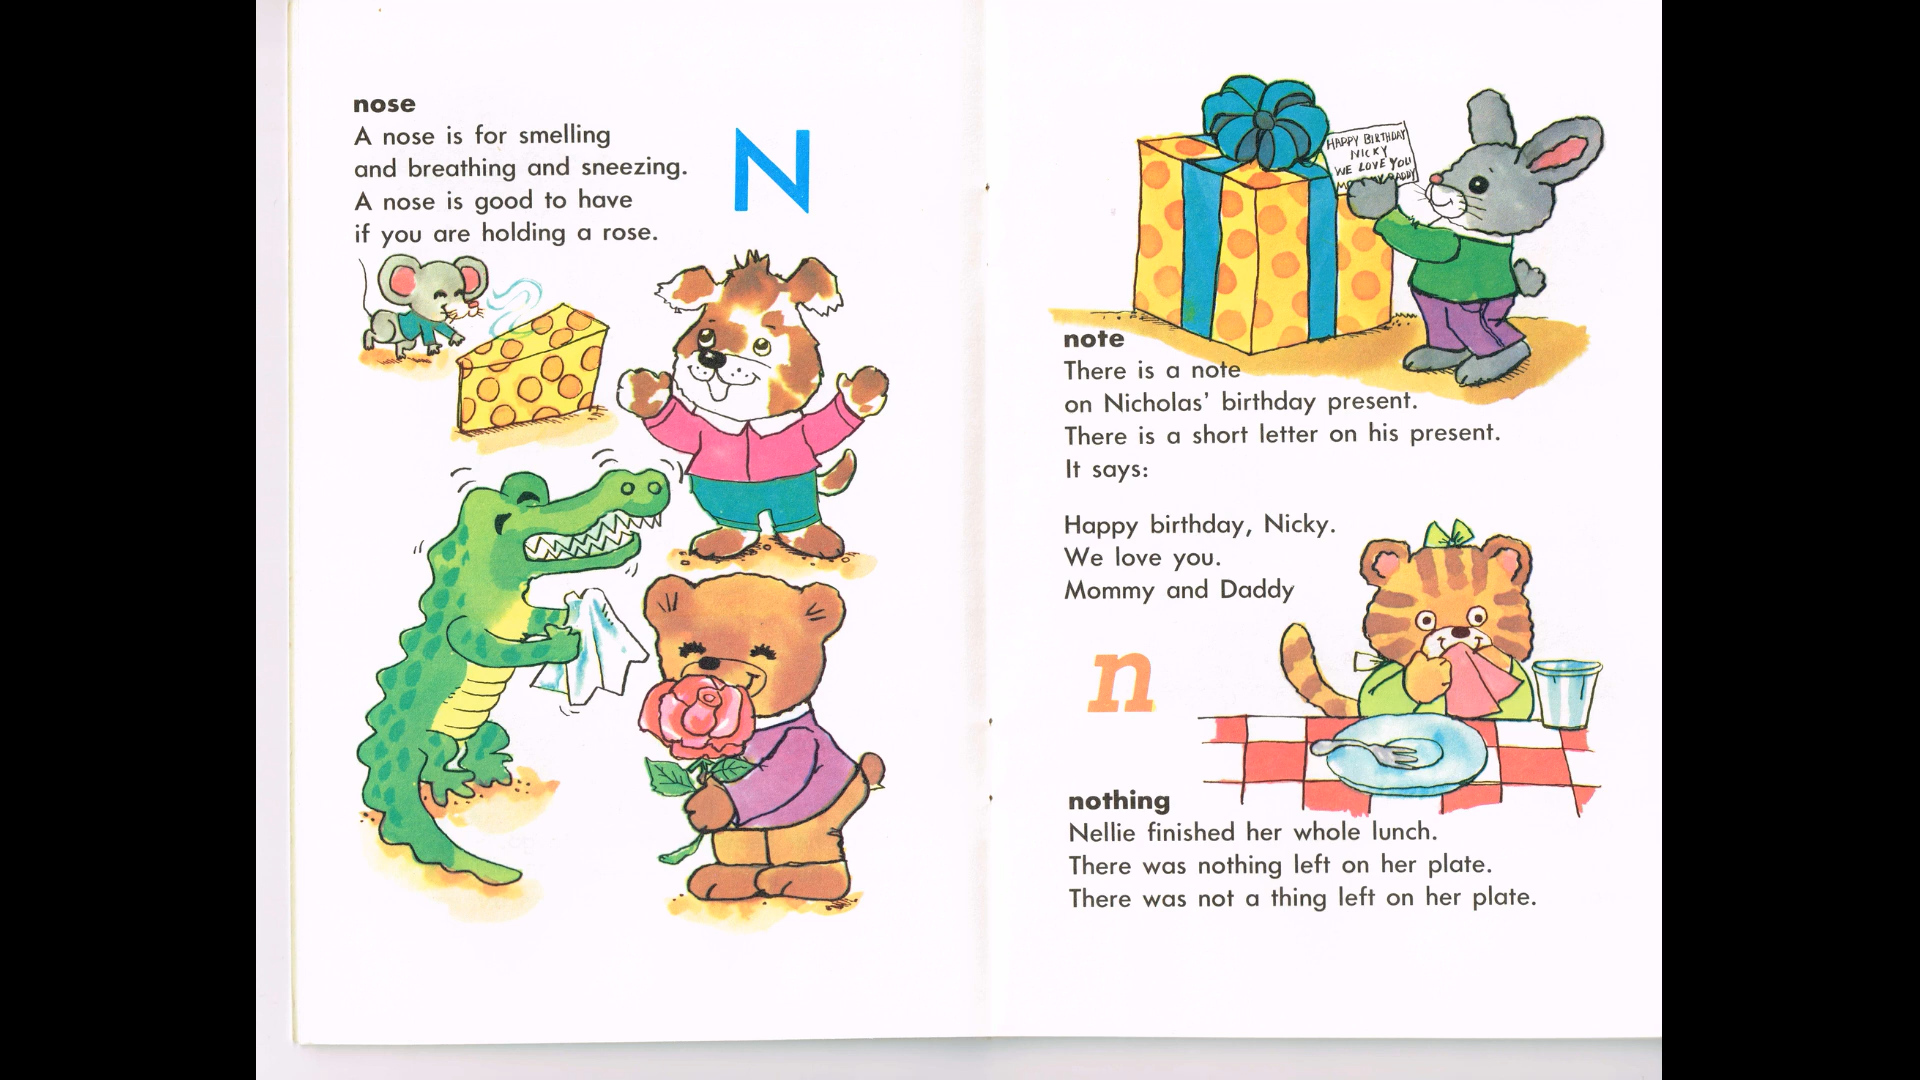 nose
A nose is for smelling
and breathing and sneezing.
A nose is good to have
if you are holding a rose.
N
HAPPY BIRTHDAY
NICKY
WE LOVE YOU
DADDY
note
There is a note
on Nicholas' birthday present.
There is a short letter on his present.
It says:
Happy birthday, Nicky.
We love you.
Mommy and Daddy
n
nothing
Nellie finished her whole lunch.
There was nothing left on her plate.
There was not a thing left on her plate.